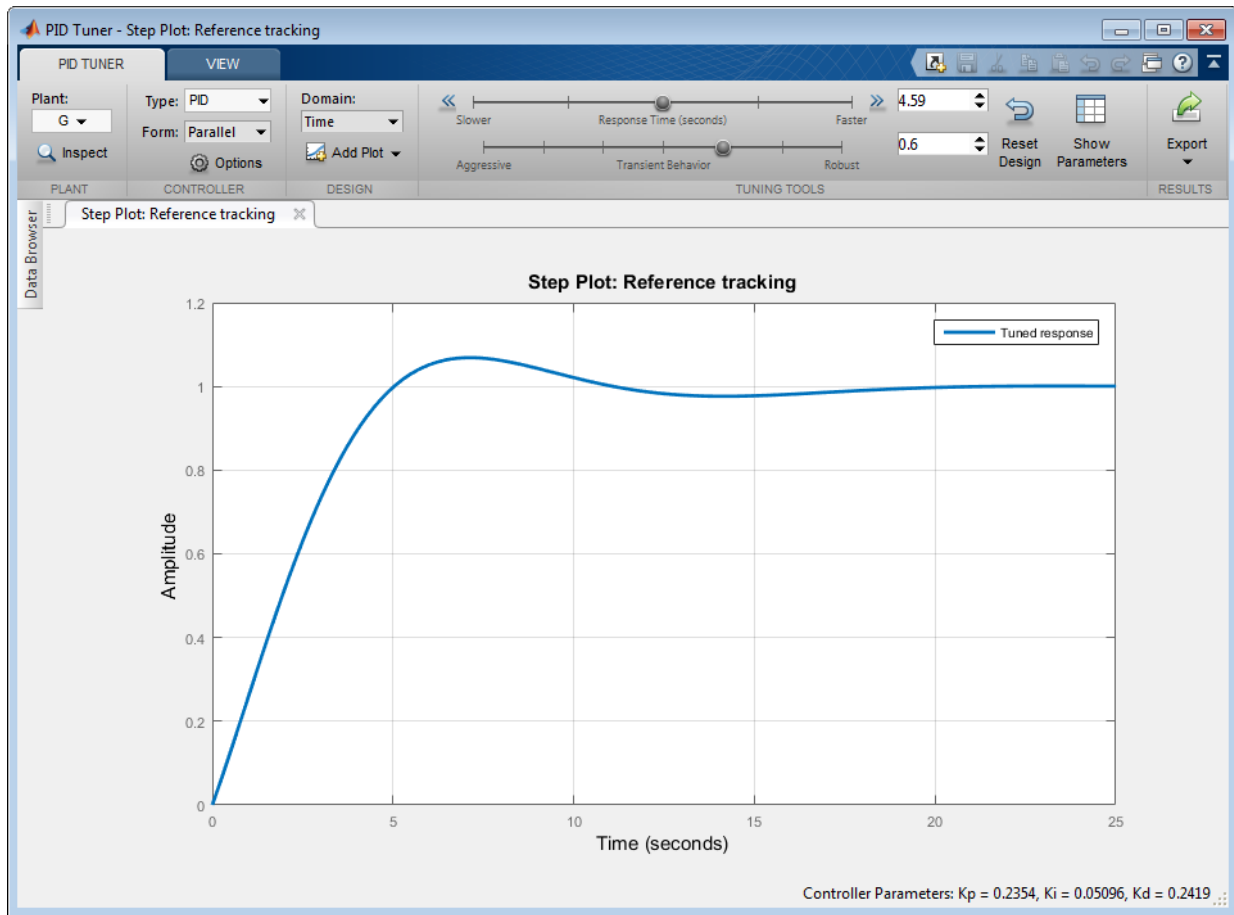 PID Tuner - Step Plot: Reference tracking
PID TUNER
VIEW
Plant:
G
Inspect
PLANT
Type: PID
Form: Parallel
Options
CONTROLLER
Domain:
Time
Add Plot
DESIGN
Slower Response Time (seconds) Faster
4.59
Aggressive Transient Behavior Robust
0.6
Reset
Design
Show
Parameters
TUNING TOOLS
Export
RESULTS
Data Browser
Step Plot: Reference tracking
Step Plot: Reference tracking
Tuned response
Amplitude
1.2
1
0.8
0.6
0.4
0.2
0
0 5 10 15 20 25
Time (seconds)
Controller Parameters: Kp = 0.2354, Ki = 0.05096, Kd = 0.2419